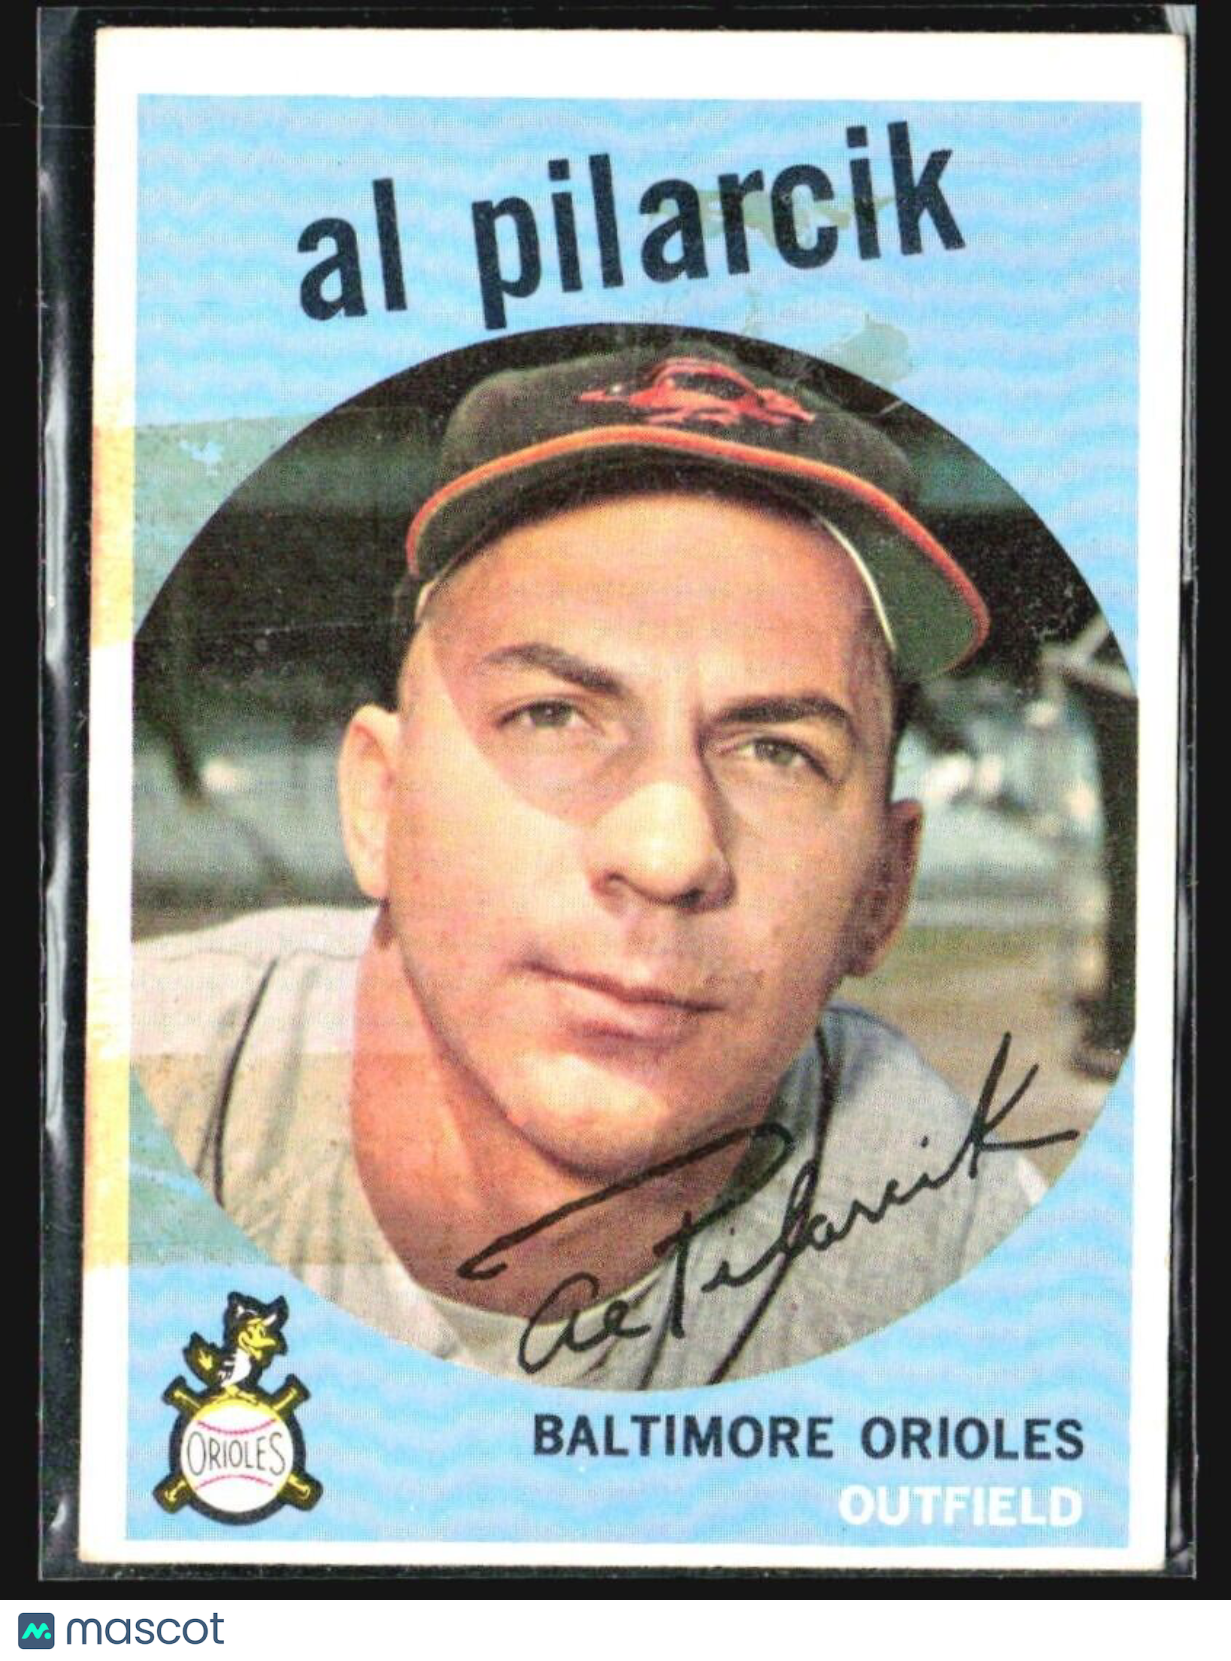 al pilarcik
Al Pilarcik
ORIOLES
BALTIMORE ORIOLES
OUTFIELD
mascot